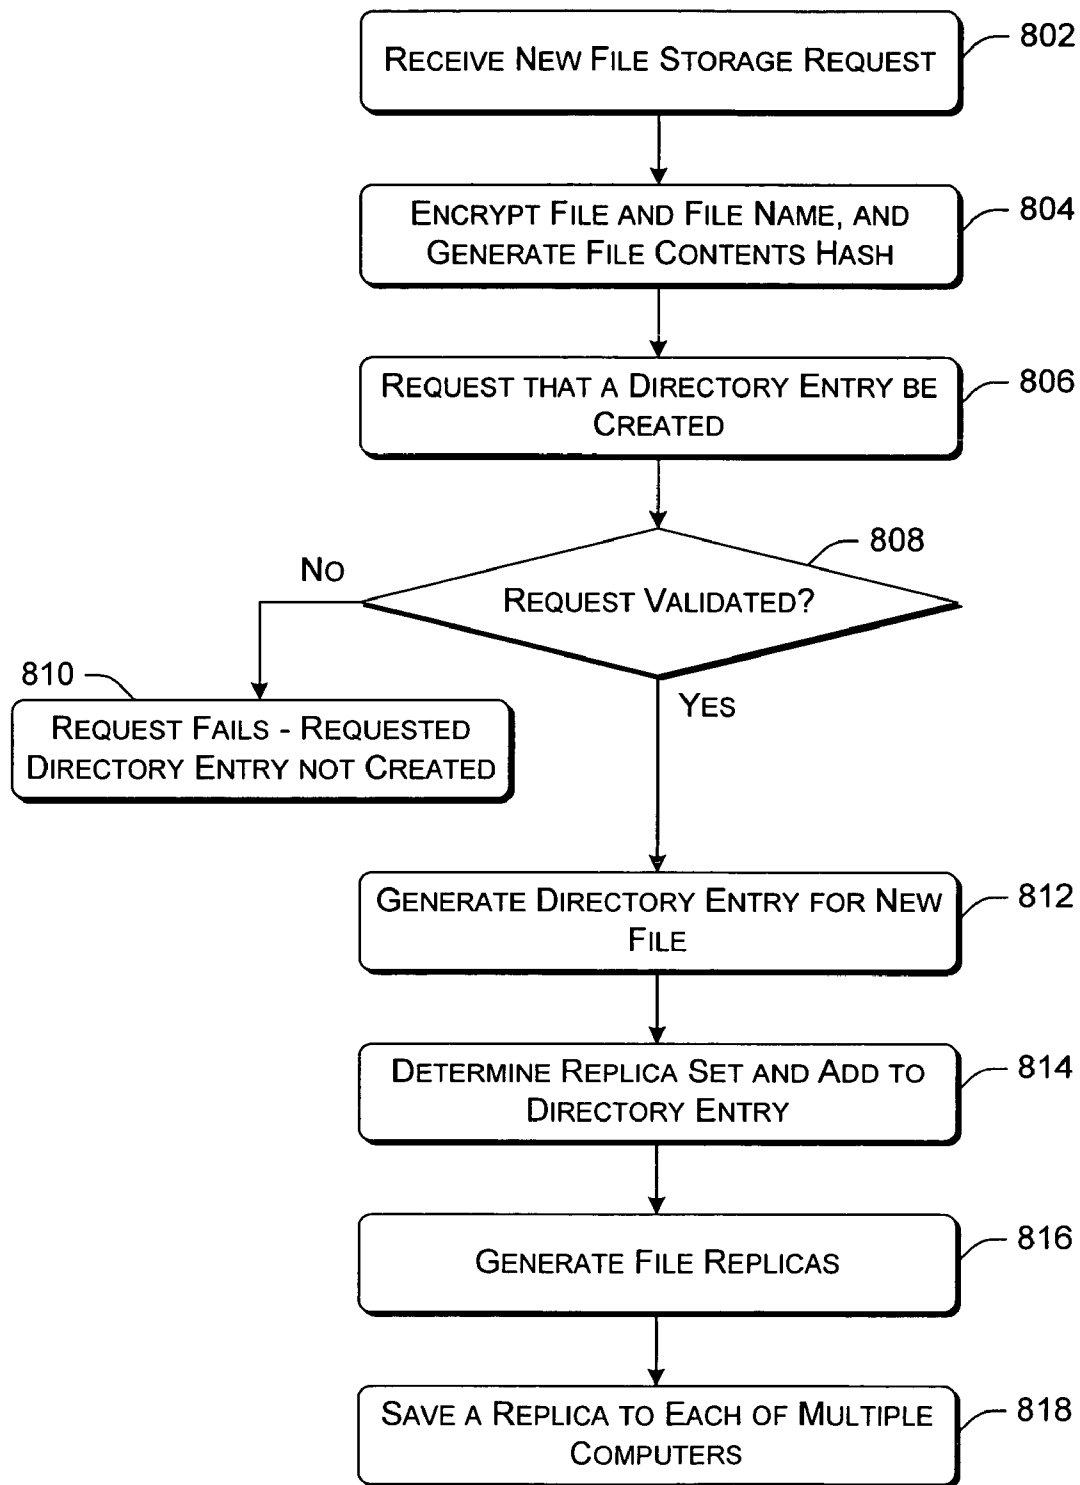 RECEIVE NEW FILE STORAGE REQUEST
802
ENCRYPT FILE AND FILE NAME, AND
GENERATE FILE CONTENTS HASH
804
REQUEST THAT A DIRECTORY ENTRY BE
CREATED
806
REQUEST VALIDATED?
808
NO
810
REQUEST FAILS - REQUESTED
DIRECTORY ENTRY NOT CREATED
YES
GENERATE DIRECTORY ENTRY FOR NEW
FILE
812
DETERMINE REPLICA SET AND ADD TO
DIRECTORY ENTRY
814
GENERATE FILE REPLICAS
816
SAVE A REPLICA TO EACH OF MULTIPLE
COMPUTERS
818